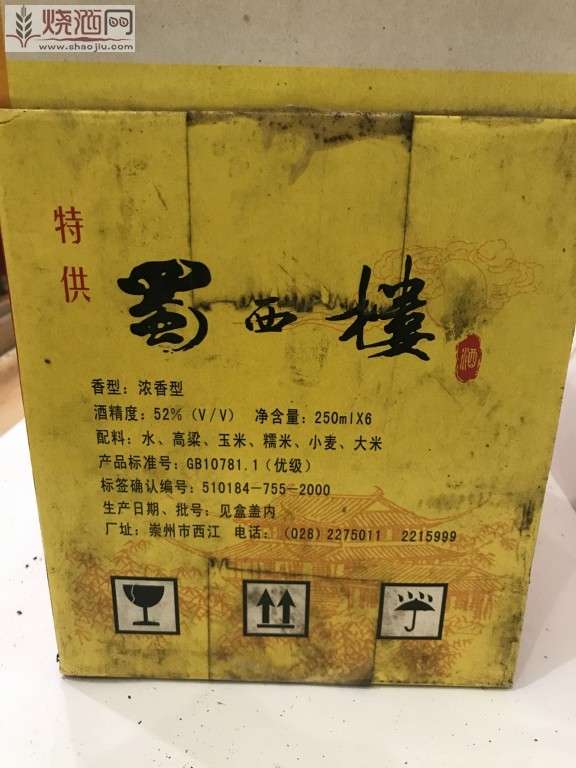 烧酒网
www.shaojiu.com
特供
蜀西楼
酒
香型：浓香型
酒精度：52%（V/V） 净含量：250mlX6
配料：水、高粱、玉米、糯米、小麦、大米
产品标准号：GB10781.1（优级）
标签确认编号：510184-755-2000
生产日期、批号：见盒盖内
厂址：崇州市西江 电话：（028）2275011 2215999